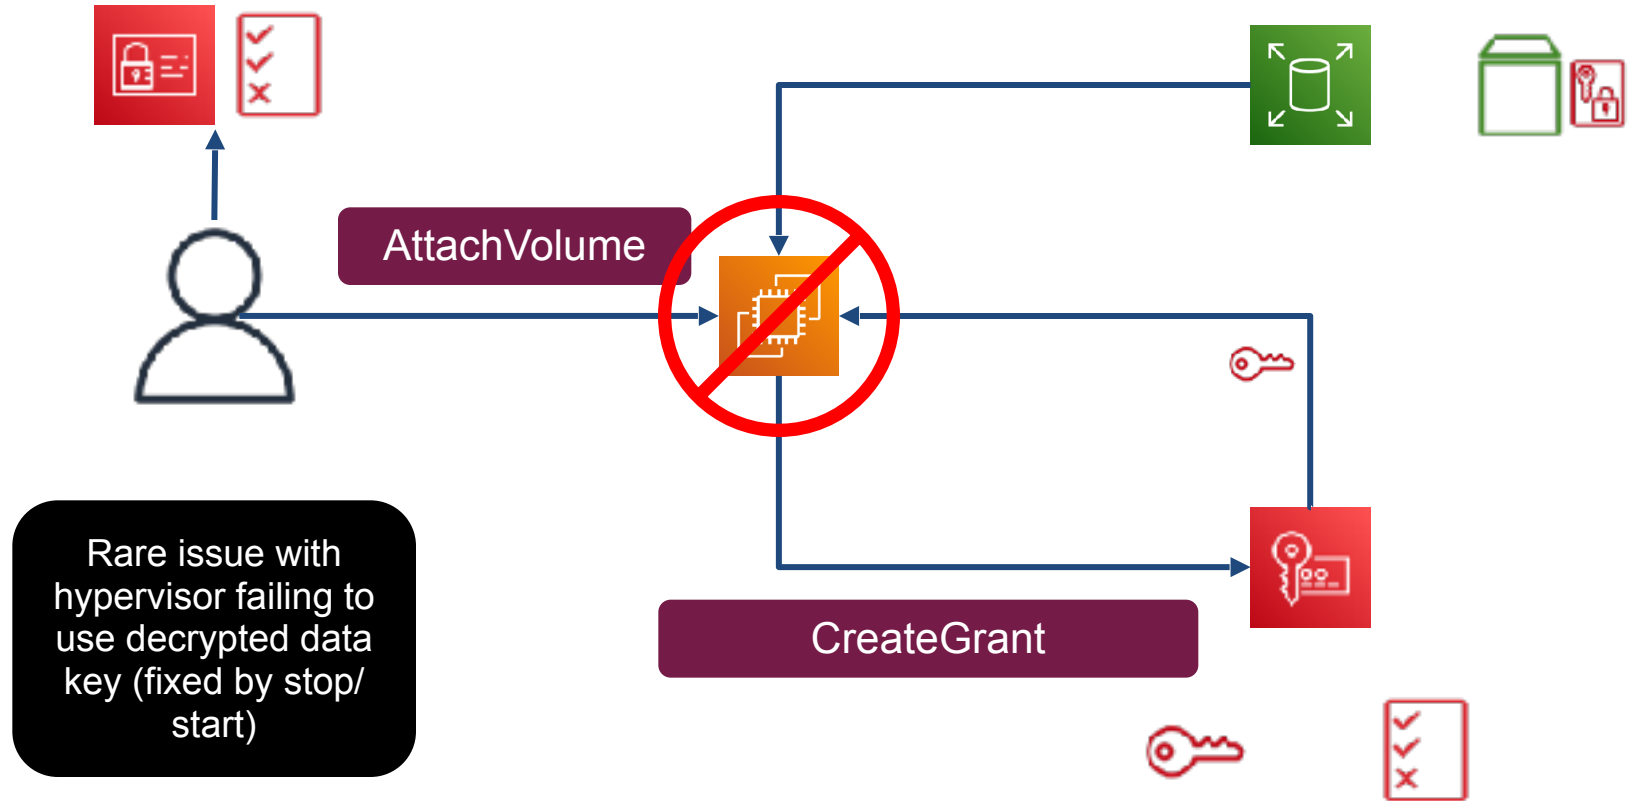 AttachVolume
Rare issue with
hypervisor failing to
use decrypted data
key (fixed by stop/
start)
CreateGrant